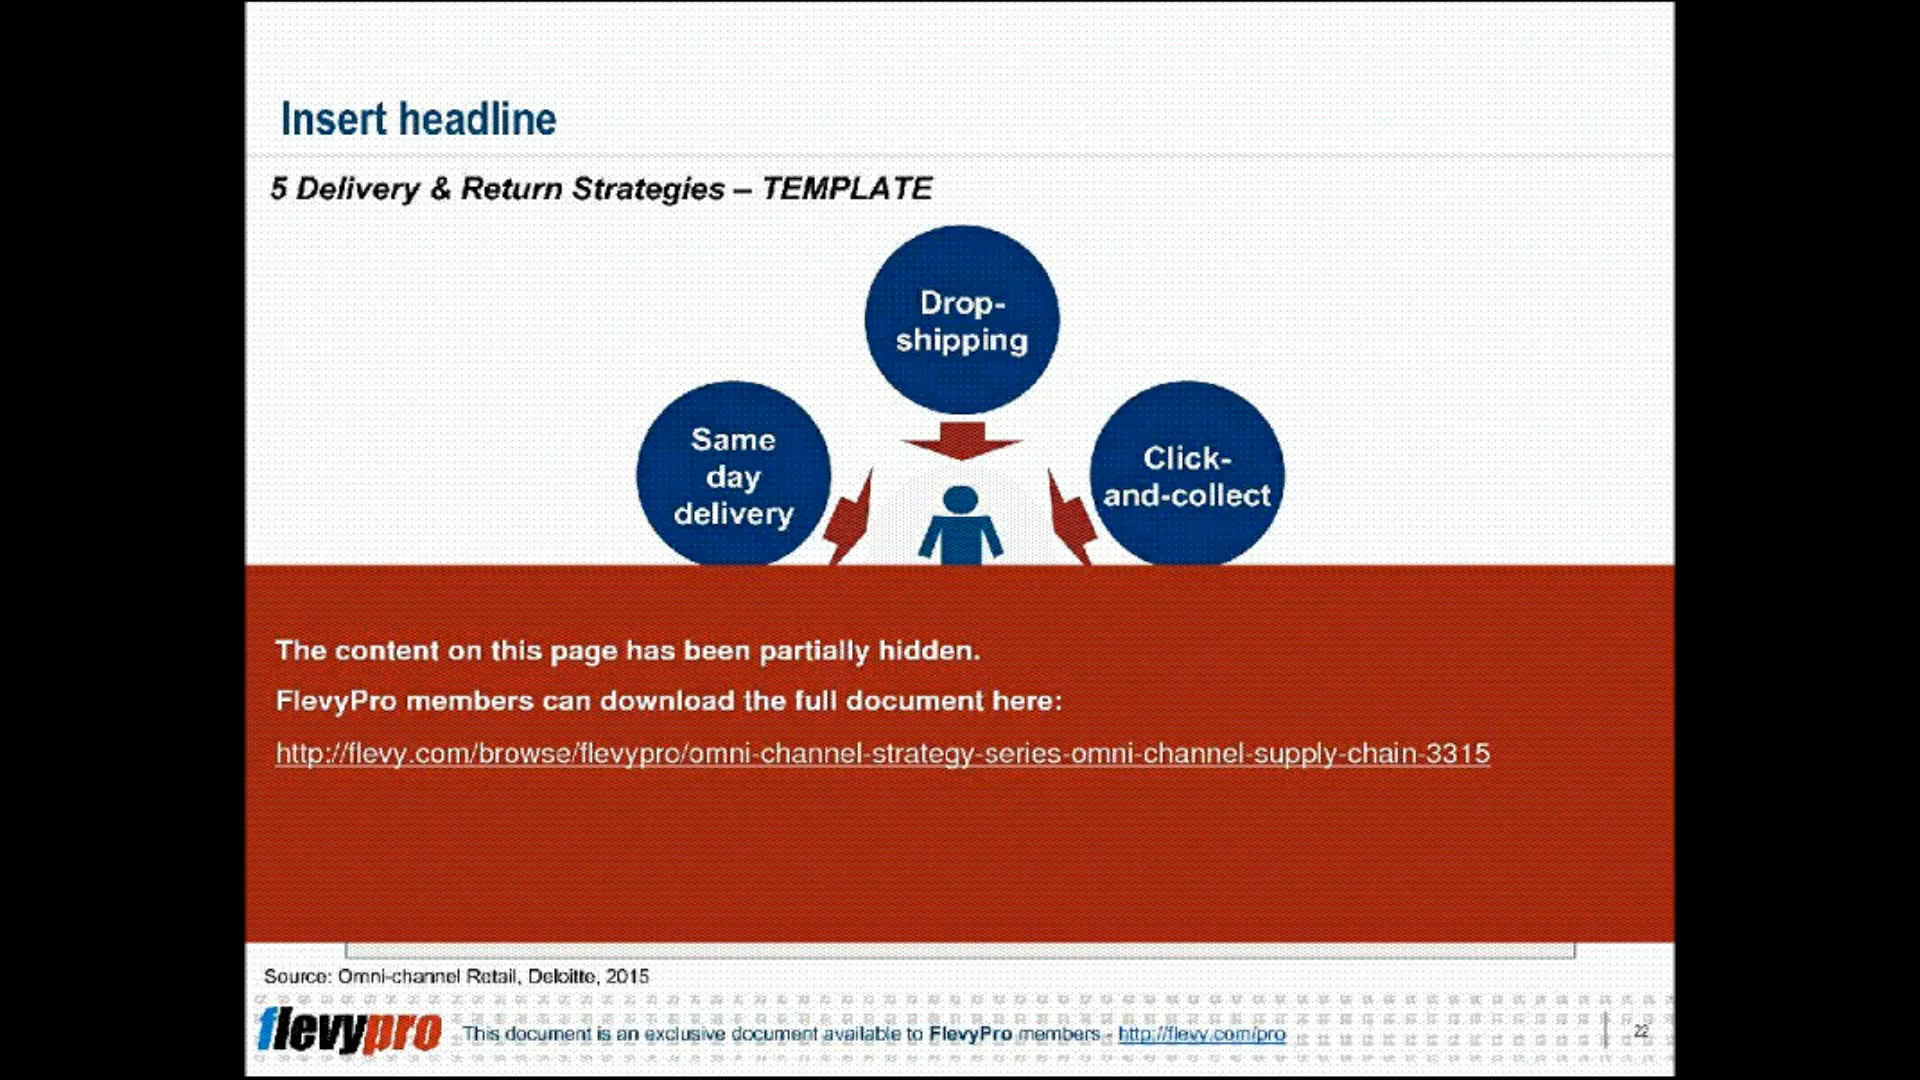 Insert headline
5 Delivery & Return Strategies – TEMPLATE
Drop-
shipping
Same
day
delivery
Click-
and-collect
The content on this page has been partially hidden.
FlevyPro members can download the full document here:
http://flevy.com/browse/flevypro/omni-channel-strategy-series-omni-channel-supply-chain-3315
Source: Omni-channel Retail, Deloitte, 2015
flevypro This document is an exclusive document available to FlevyPro members - http://flevy.com/pro 22